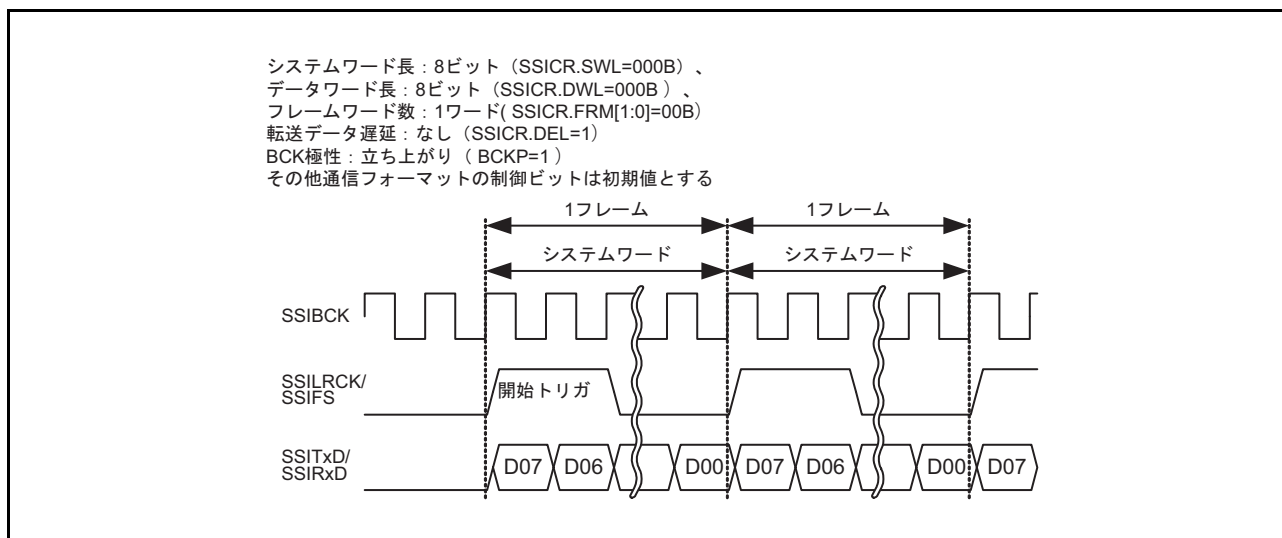 システムワード長：8ビット（SSICR.SWL=000B）、
データワード長：8ビット（SSICR.DWL=000B ）、
フレームワード数：1ワード( SSICR.FRM[1:0]=00B)
転送データ遅延：なし（SSICR.DEL=1）
BCK極性：立ち上がり（ BCKP=1 ）
その他通信フォーマットの制御ビットは初期値とする
1フレーム 1フレーム
システムワード システムワード
SSIBCK
SSILRCK/
SSIFS
開始トリガ
SSITxD/
SSIRxD
D07 D06 D00 D07 D06 D00 D07